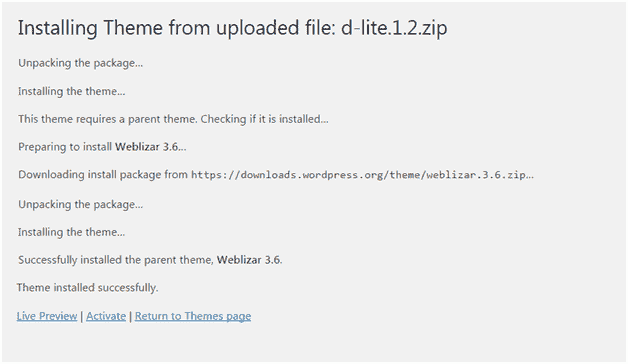 Installing Theme from uploaded file: d-lite.1.2.zip
Unpacking the package...
Installing the theme...
This theme requires a parent theme. Checking if it is installed...
Preparing to install Weblizar 3.6...
Downloading install package from https://downloads.wordpress.org/theme/weblizar.3.6.zip...
Unpacking the package...
Installing the theme...
Successfully installed the parent theme, Weblizar 3.6.
Theme installed successfully.
Live Preview | Activate | Return to Themes page